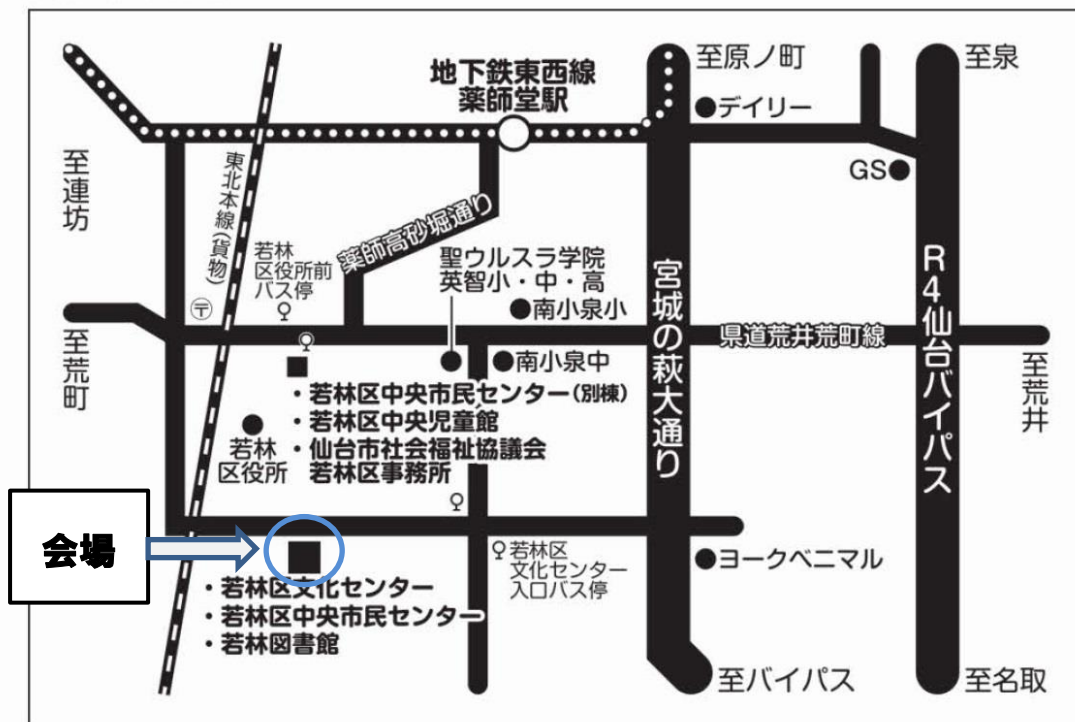 地下鉄東西線
薬師堂駅
至原ノ町
至泉
デイリー
GS
至連坊
東北本線(貨物)
薬師高砂堀通り
若林
区役所前
バス停
〒
聖ウルスラ学院
英智小・中・高
南小泉小
宮城の萩大通り
R4仙台バイパス
県道荒井荒町線
至荒町
至荒井
南小泉中
・若林区中央市民センター(別棟)
・若林区中央児童館
・仙台市社会福祉協議会
若林区事務所
若林
区役所
会場
若林区
文化センター
入口バス停
ヨークベニマル
・若林区文化センター
・若林区中央市民センター
・若林図書館
至バイパス
至名取